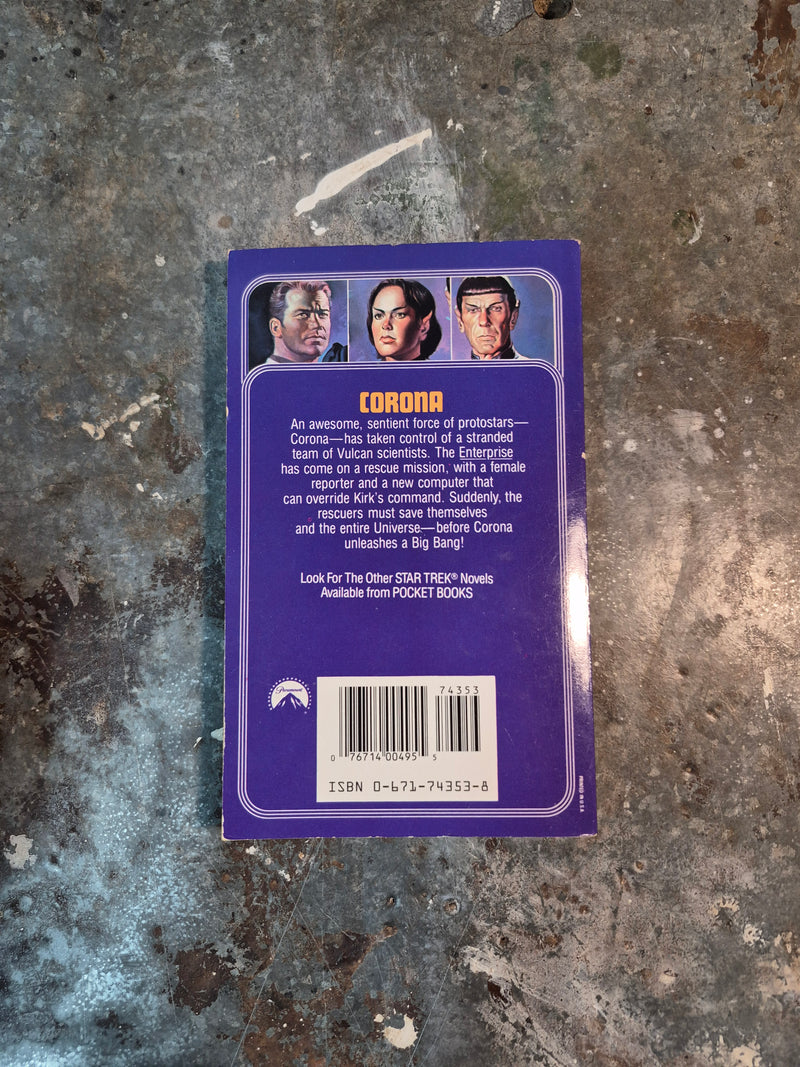 CORONA
An awesome, sentient force of protostars—
Corona—has taken control of a stranded
team of Vulcan scientists. The Enterprise
has come on a rescue mission, with a female
reporter and a new computer that
can override Kirk's command. Suddenly, the
rescuers must save themselves
and the entire Universe—before Corona
unleashes a Big Bang!
Look For The Other STAR TREK® Novels
Available from POCKET BOOKS
Paramount
74353
0 76714 00495 5
ISBN 0-671-74353-8
PRINTED IN U.S.A.